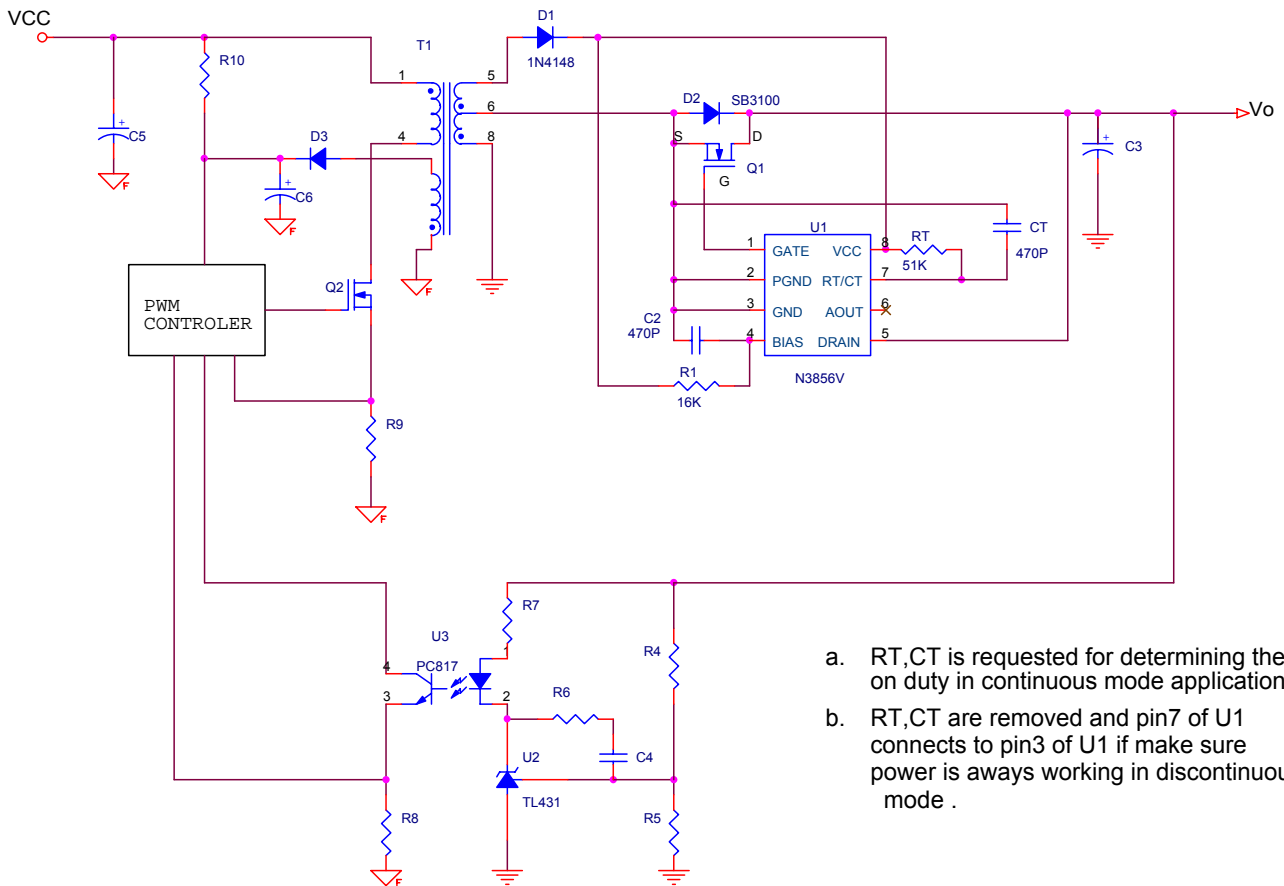 VCC
D1
T1
1N4148
R10
1
5
D2
SB3100
6
Vo
C5
S
D
C3
4
8
D3
Q1
G
C6
U1
CT
1
GATE
VCC
8
RT
470P
51K
2
PGND
RT/CT
7
Q2
PWM
CONTROLER
C2
470P
3
GND
AOUT
6
4
BIAS
DRAIN
5
R1
16K
N3856V
R9
F
F
F
F
R7
U3
R4
PC817
1
4
3
2
R6
U2
C4
TL431
R8
R5
F
a. RT,CT is requested for determining the
on duty in continuous mode application
b. RT,CT are removed and pin7 of U1
connects to pin3 of U1 if make sure
power is aways working in discontinuou
mode .